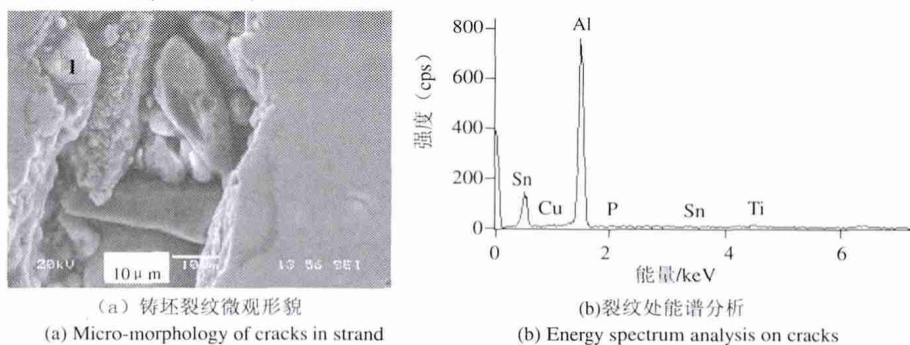 1
20kV
10μm
10μm
13 56 SEI
(a) 铸坯裂纹微观形貌
(a) Micro-morphology of cracks in strand
强度 (cps)
800
600
400
200
0
Al
Sn
Cu
P
Sn
Ti
0
2
4
6
能量/keV
(b)裂纹处能谱分析
(b) Energy spectrum analysis on cracks